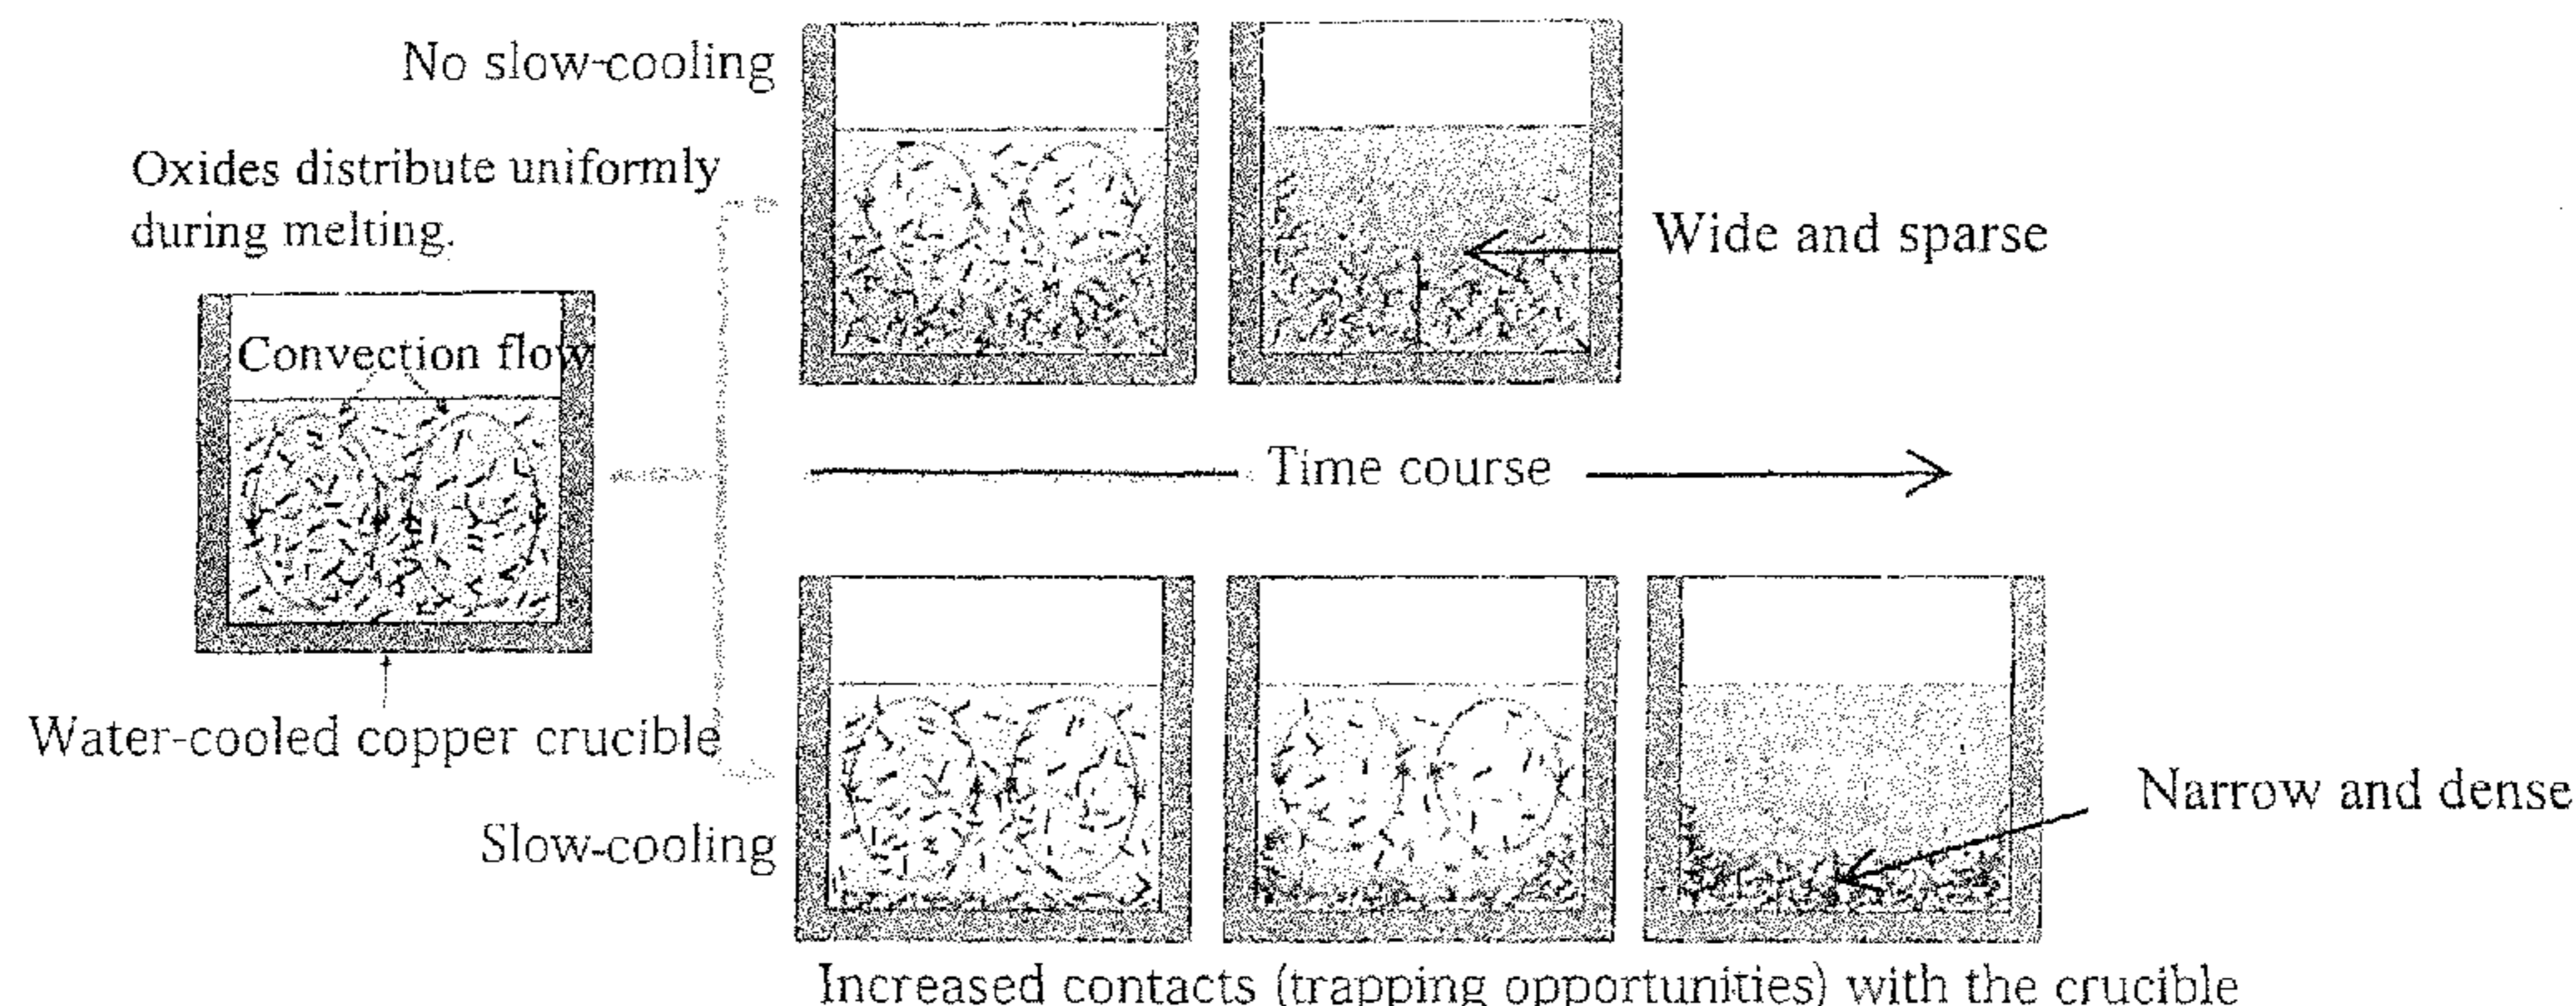 No slow-cooling
Oxides distribute uniformly
during melting.
Convection flow
Water-cooled copper crucible
Wide and sparse
Time course
Slow-cooling
Narrow and dense
Increased contacts (trapping opportunities) with the crucible